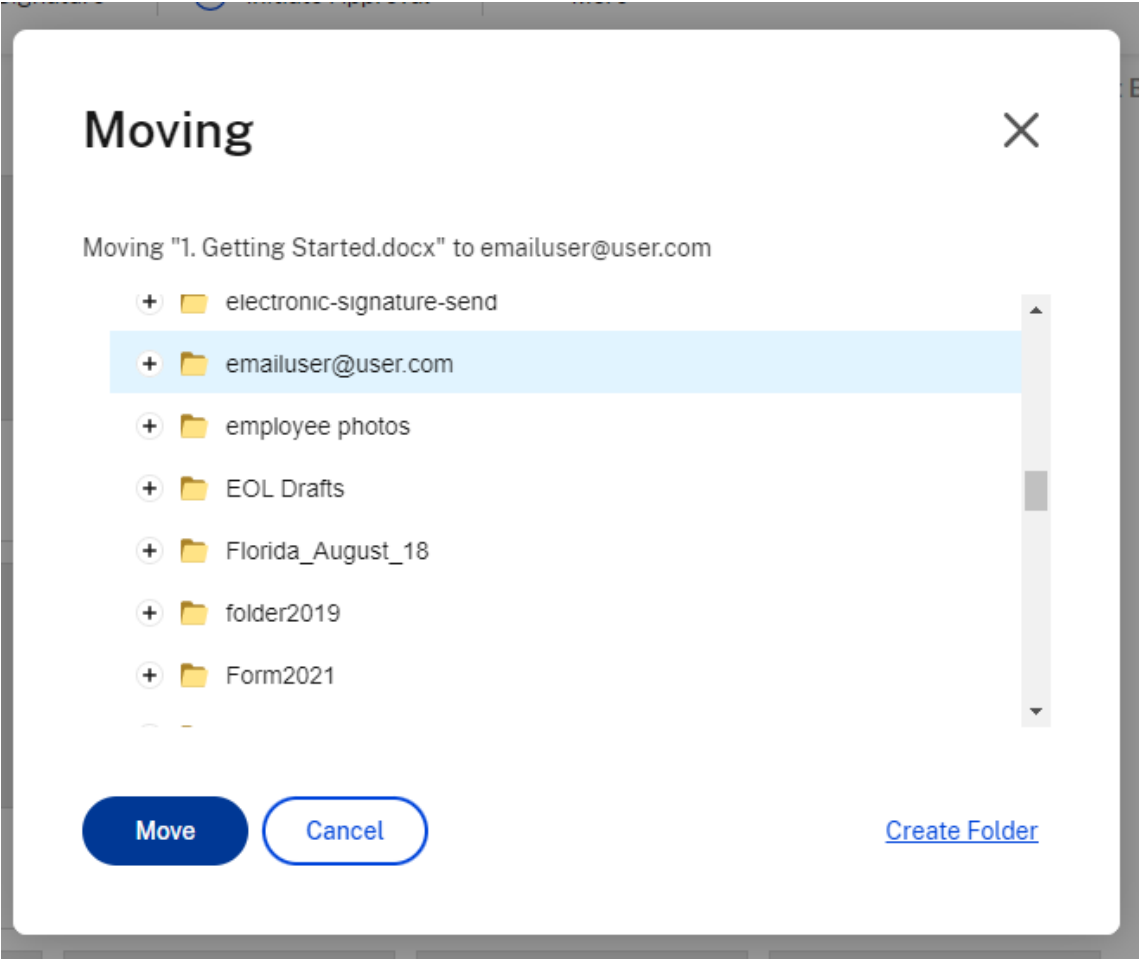 Moving
Moving "1. Getting Started.docx" to emailuser@user.com
electronic-signature-send
emailuser@user.com
employee photos
EOL Drafts
Florida_August_18
folder2019
Form2021
Move
Cancel
Create Folder